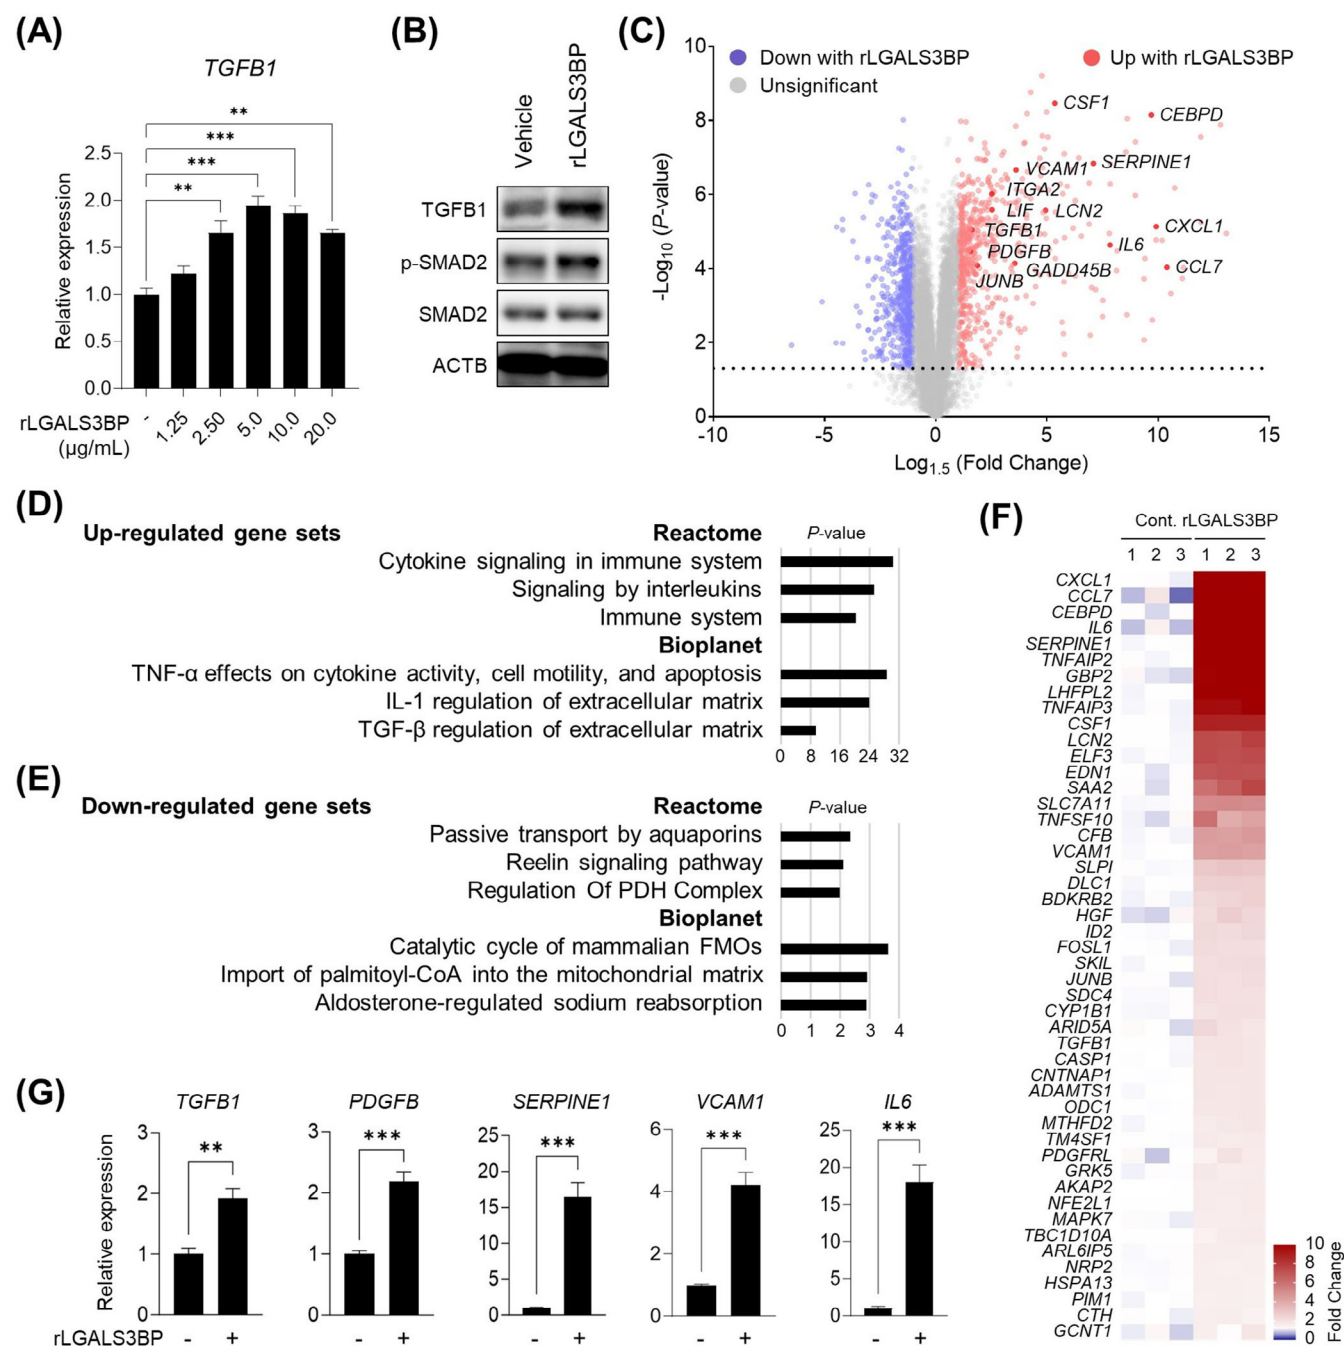 (A)
TGFB1
**
***
***
**
Relative expression
2.5
2.0
1.5
1.0
0.5
0.0
rLGALS3BP
(µg/mL)
- 1.25 2.50 5.0 10.0 20.0
(B)
Vehicle
rLGALS3BP
TGFB1
p-SMAD2
SMAD2
ACTB
(C)
Down with rLGALS3BP
Unsignificant
Up with rLGALS3BP
-Log10 (P-value)
10
8
6
4
2
0
CSF1
CEBPD
VCAM1
SERPINE1
ITGA2
LIF
LCN2
TGFB1
CXCL1
PDGFB
IL6
GADD45B
CCL7
JUNB
-10 -5 0 5 10 15
Log1.5 (Fold Change)
(D)
Up-regulated gene sets
Reactome
P-value
Cytokine signaling in immune system
Signaling by interleukins
Immune system
Bioplanet
TNF-α effects on cytokine activity, cell motility, and apoptosis
IL-1 regulation of extracellular matrix
TGF-β regulation of extracellular matrix
0 8 16 24 32
(E)
Down-regulated gene sets
Reactome
P-value
Passive transport by aquaporins
Reelin signaling pathway
Regulation Of PDH Complex
Bioplanet
Catalytic cycle of mammalian FMOs
Import of palmitoyl-CoA into the mitochondrial matrix
Aldosterone-regulated sodium reabsorption
0 1 2 3 4
(F)
Cont. rLGALS3BP
1 2 3 1 2 3
CXCL1
CCL7
CEBPD
IL6
SERPINE1
TNFAIP2
GBP2
LHFPL2
TNFAIP3
CSF1
LCN2
ELF3
EDN1
SAA2
SLC7A11
TNFSF10
CFB
VCAM1
SLPI
DLC1
BDKRB2
HGF
ID2
FOSL1
SKIL
JUNB
SDC4
CYP1B1
ARID5A
TGFB1
CASP1
CNTNAP1
ADAMTS1
ODC1
MTHFD2
TM4SF1
PDGFRL
GRK5
AKAP2
NFE2L1
MAPK7
TBC1D10A
ARL6IP5
NRP2
HSPA13
PIM1
CTH
GCNT1
10
8
6
4
2
0
Fold Change
(G)
Relative expression
TGFB1
**
3
2
1
0
PDGFB
***
3
2
1
0
SERPINE1
***
25
20
15
10
5
0
VCAM1
***
6
4
2
0
IL6
***
25
20
15
10
5
0
rLGALS3BP - + - + - + - + - +